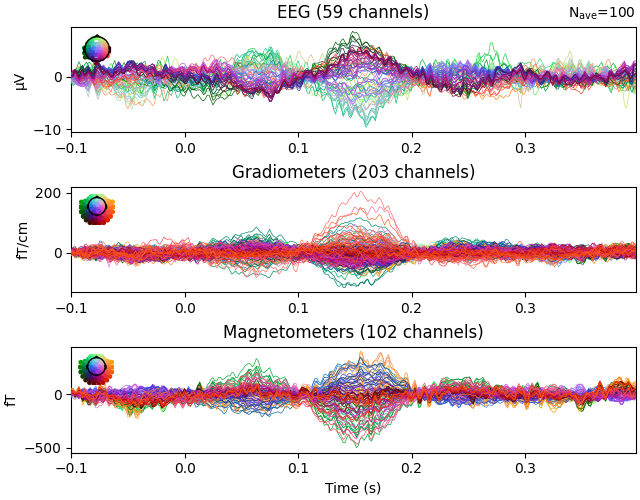 EEG (59 channels)
Nave=100
µV
0
−10
−0.1 0.0 0.1 0.2 0.3
Gradiometers (203 channels)
fT/cm
200
0
−0.1 0.0 0.1 0.2 0.3
Magnetometers (102 channels)
fT
0
−500
−0.1 0.0 0.1 0.2 0.3
Time (s)